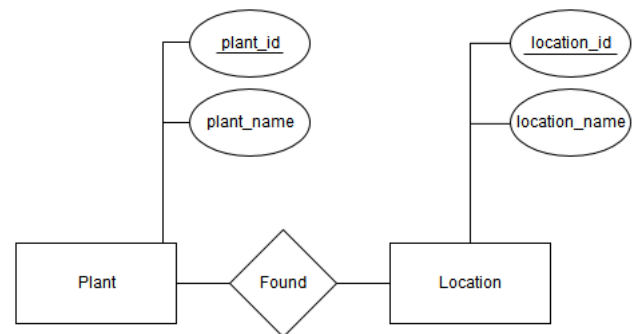 plant_id
location_id
plant_name
location_name
Plant
Found
Location